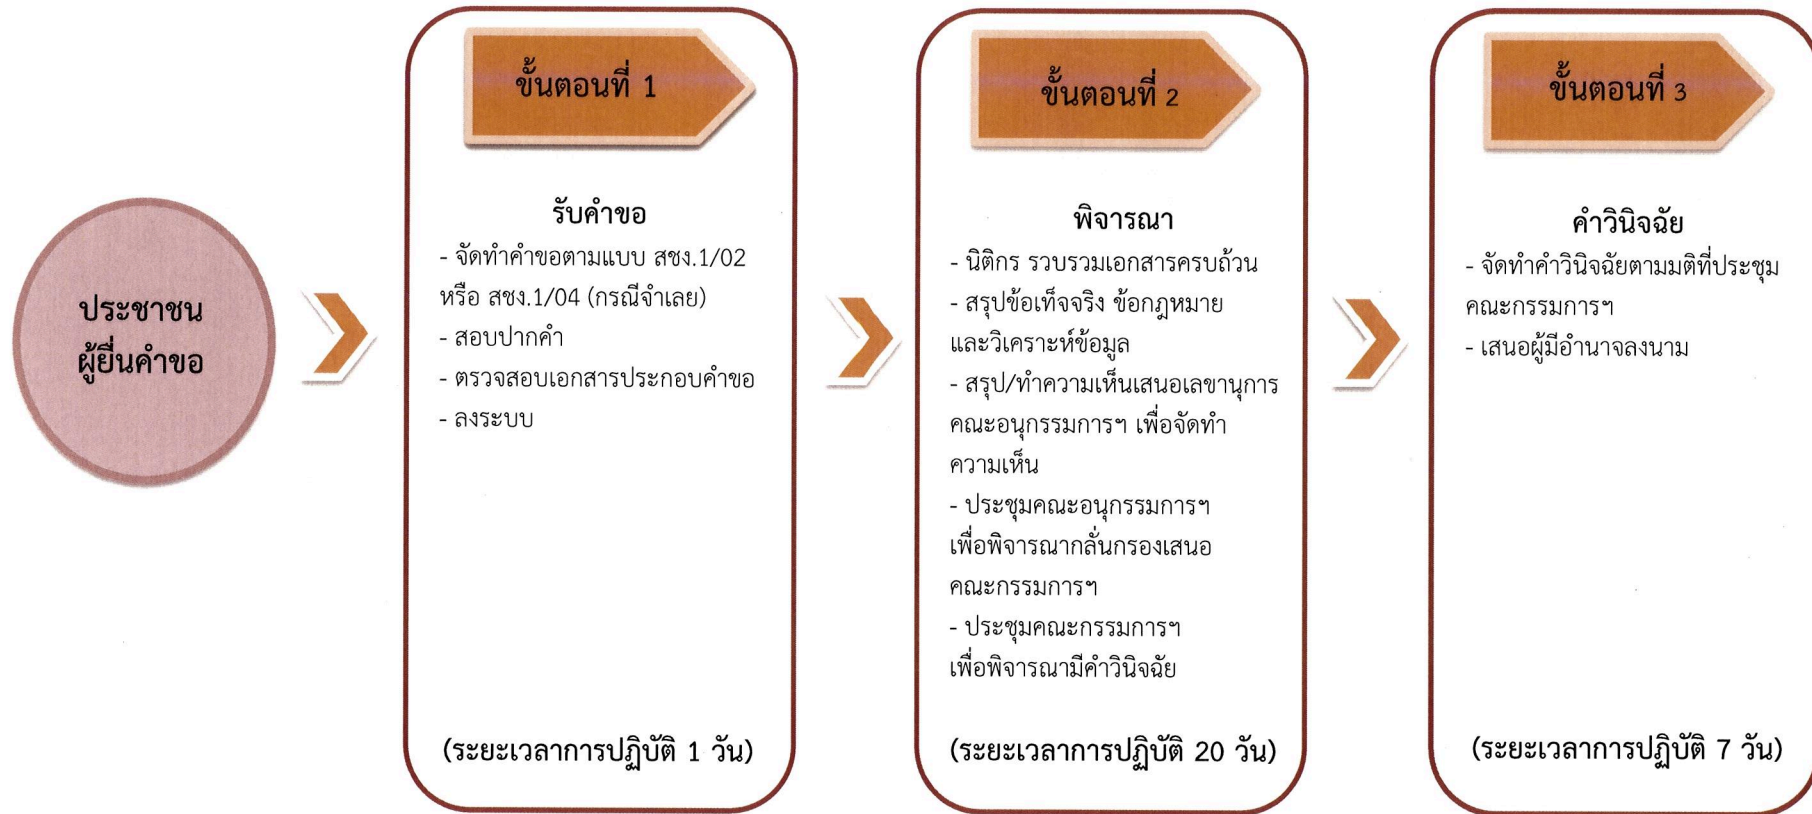 ประชาชน
ผู้ยื่นคำขอ
ขั้นตอนที่ 1
รับคำขอ
- จัดทำคำขอตามแบบ สชง.1/02
หรือ สชง.1/04 (กรณีจำเลย)
- สอบปากคำ
- ตรวจสอบเอกสารประกอบคำขอ
- ลงระบบ
(ระยะเวลาการปฏิบัติ 1 วัน)
ขั้นตอนที่ 2
พิจารณา
- นิติกร รวบรวมเอกสารครบถ้วน
- สรุปข้อเท็จจริง ข้อกฎหมาย
และวิเคราะห์ข้อมูล
- สรุป/ทำความเห็นเสนอเลขานุการ
คณะอนุกรรมการฯ เพื่อจัดทำ
ความเห็น
- ประชุมคณะอนุกรรมการฯ
เพื่อพิจารณากลั่นกรองเสนอ
คณะกรรมการฯ
- ประชุมคณะกรรมการฯ
เพื่อพิจารณามีคำวินิจฉัย
(ระยะเวลาการปฏิบัติ 20 วัน)
ขั้นตอนที่ 3
คำวินิจฉัย
- จัดทำคำวินิจฉัยตามมติที่ประชุม
คณะกรรมการฯ
- เสนอผู้มีอำนาจลงนาม
(ระยะเวลาการปฏิบัติ 7 วัน)